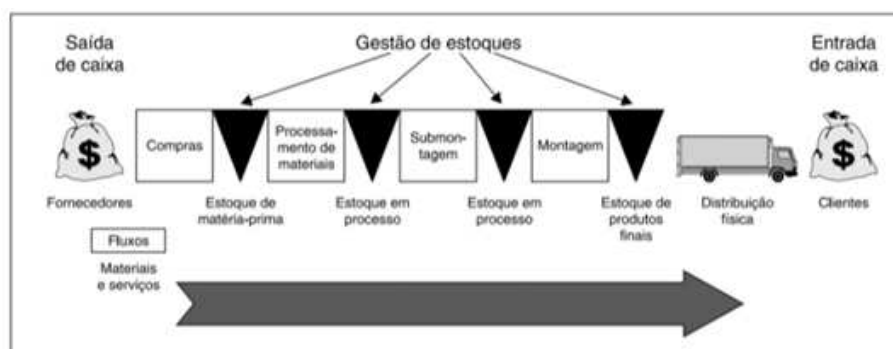 Saída
de caixa
Gestão de estoques
Entrada
de caixa
$
Compras
Processa-
mento de
materiais
Submon-
tagem
Montagem
$
Fornecedores
Estoque de
matéria-prima
Estoque em
processo
Estoque em
processo
Estoque de
produtos
finais
Distribuição
física
Clientes
Fluxos
Materiais
e serviços